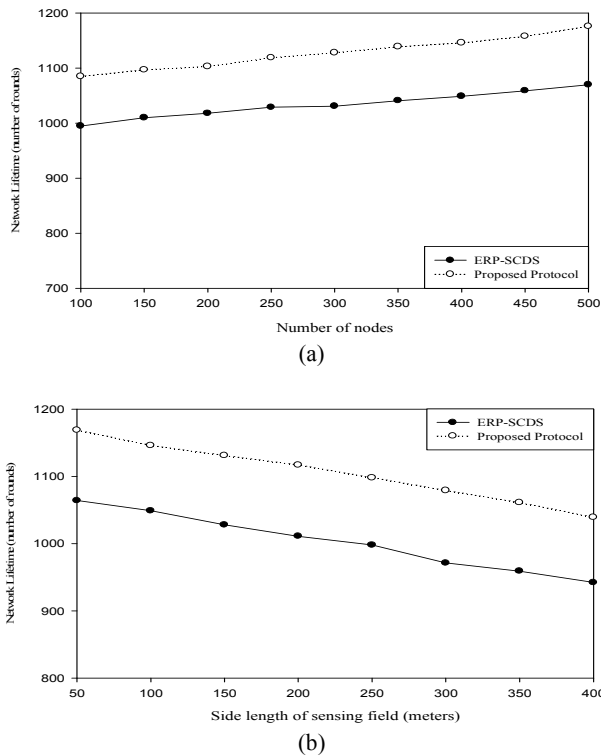 1200
1100
1000
900
800
700
Network Lifetime (number of rounds)
ERP-SCDS
Proposed Protocol
100 150 200 250 300 350 400 450 500
Number of nodes
(a)
1200
1100
1000
900
800
Network Lifetime (number of rounds)
ERP-SCDS
Proposed Protocol
50 100 150 200 250 300 350 400
Side length of sensing field (meters)
(b)